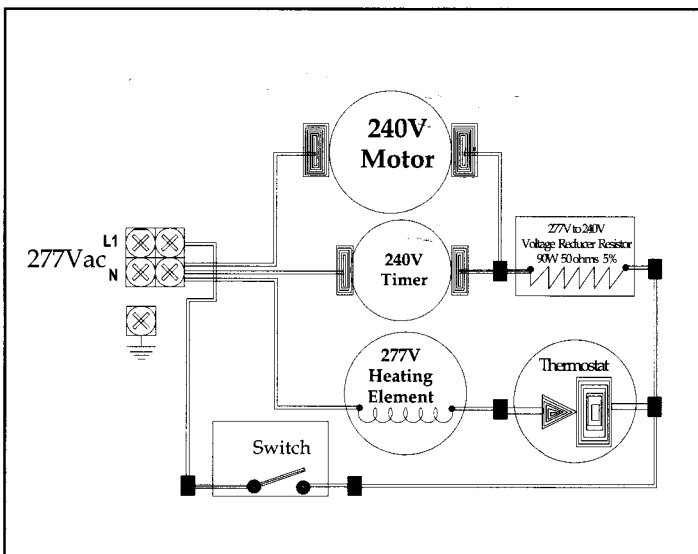 240V
Motor
L1
277Vac
N
240V
Timer
277V to 240V
Voltage Reducer Resistor
90W 50 ohms 5%
277V
Heating
Element
Thermostat
Switch